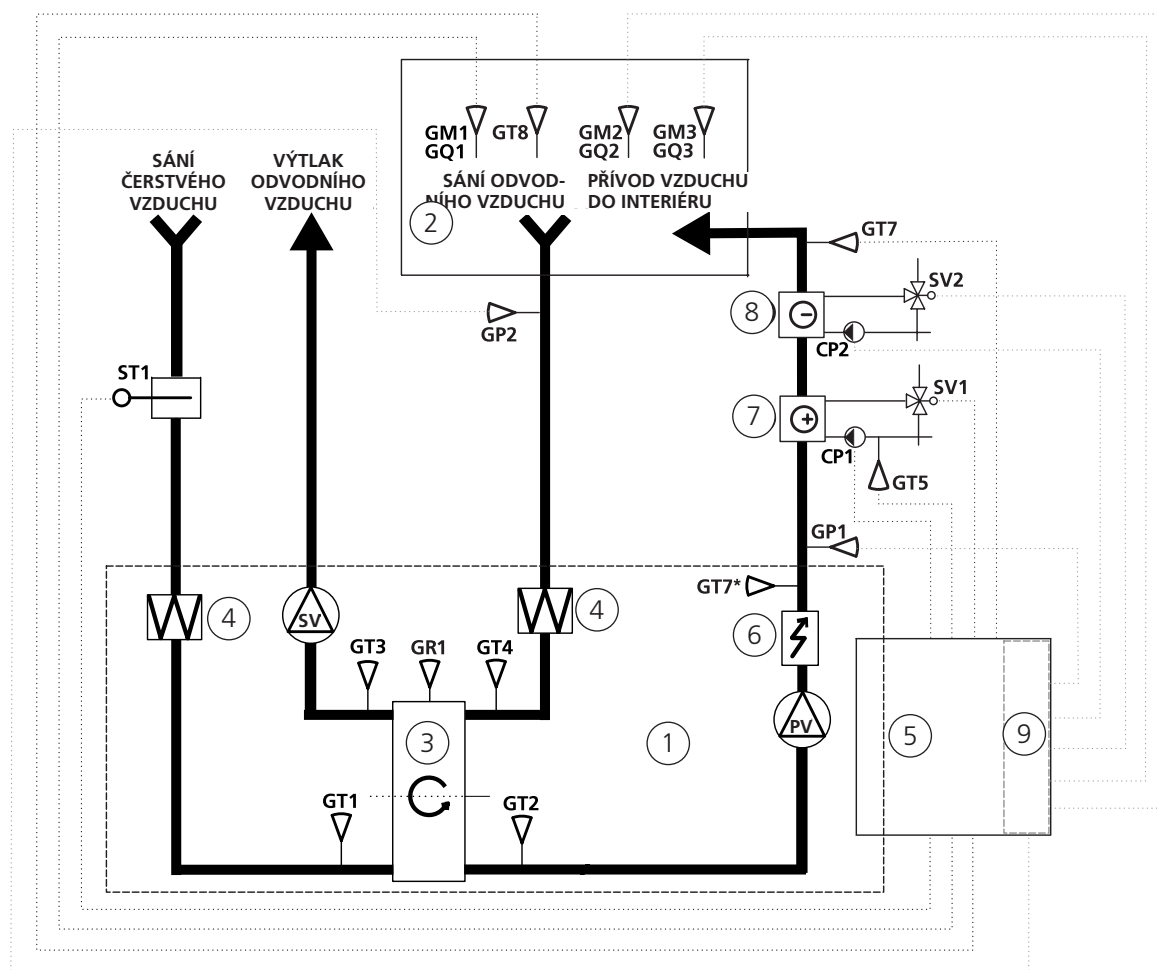 GM1
GQ1
GT8
GM2
GQ2
GM3
GQ3
SÁNÍ
ČERSTVÉHO
VZDUCHU
VÝTLAK
ODVODNÍHO
VZDUCHU
SÁNÍ ODVOD-
NÍHO VZDUCHU
PŘÍVOD VZDUCHU
DO INTERIÉRU
2
GT7
SV2
8
CP2
GP2
ST1
SV1
7
CP1
GT5
GP1
GT7*
4
SV
4
6
GT3
GR1
GT4
3
1
PV
5
9
GT1
GT2